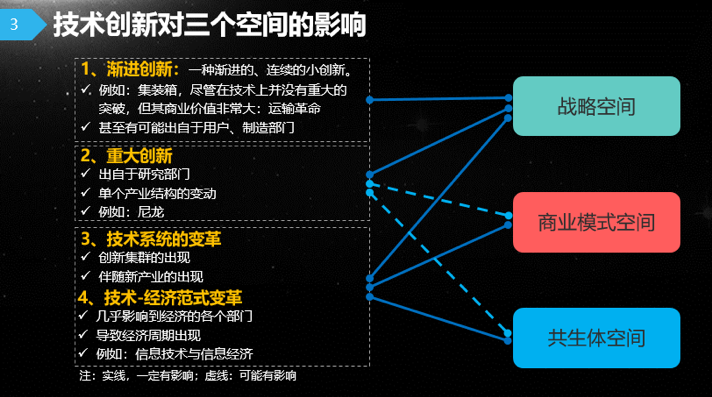 3
技术创新对三个空间的影响
1、渐进创新：一种渐进的、连续的小创新。
✓ 例如：集装箱，尽管在技术上并没有重大的
突破，但其商业价值非常大：运输革命
✓ 甚至有可能出自于用户、制造部门
2、重大创新
✓ 出自于研究部门
✓ 单个产业结构的变动
✓ 例如：尼龙
3、技术系统的变革
✓ 创新集群的出现
✓ 伴随新产业的出现
4、技术-经济范式变革
✓ 几乎影响到经济的各个部门
✓ 导致经济周期出现
✓ 例如：信息技术与信息经济
注：实线，一定有影响；虚线：可能有影响
战略空间
商业模式空间
共生体空间